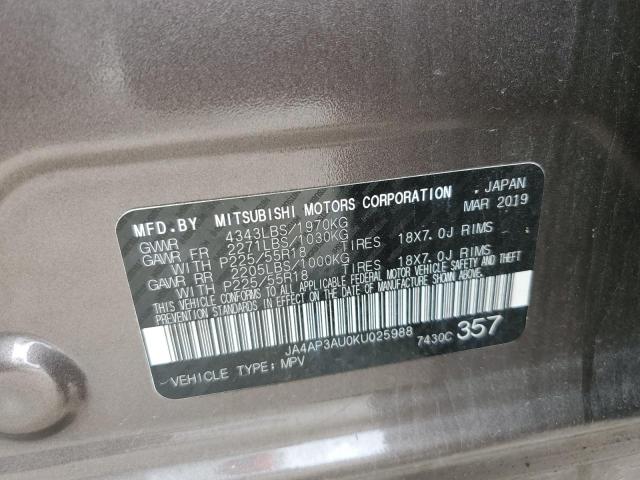 MFD.BY MITSUBISHI MOTORS CORPORATION . JAPAN
MAR 2019
GVWR 4343LBS/1970KG
GAWR FR 2271LBS/1030KG
WITH P225/55R18 TIRES 18X7.0J RIMS
GAWR RR 2205LBS/1000KG
WITH P225/55R18 TIRES 18X7.0J RIMS
THIS VEHICLE CONFORMS TO ALL APPLICABLE FEDERAL MOTOR VEHICLE SAFETY AND THEFT
PREVENTION STANDARDS IN EFFECT ON THE DATE OF MANUFACTURE SHOWN ABOVE.
JA4AP3AU0KU025988 7430C 357
VEHICLE TYPE: MPV